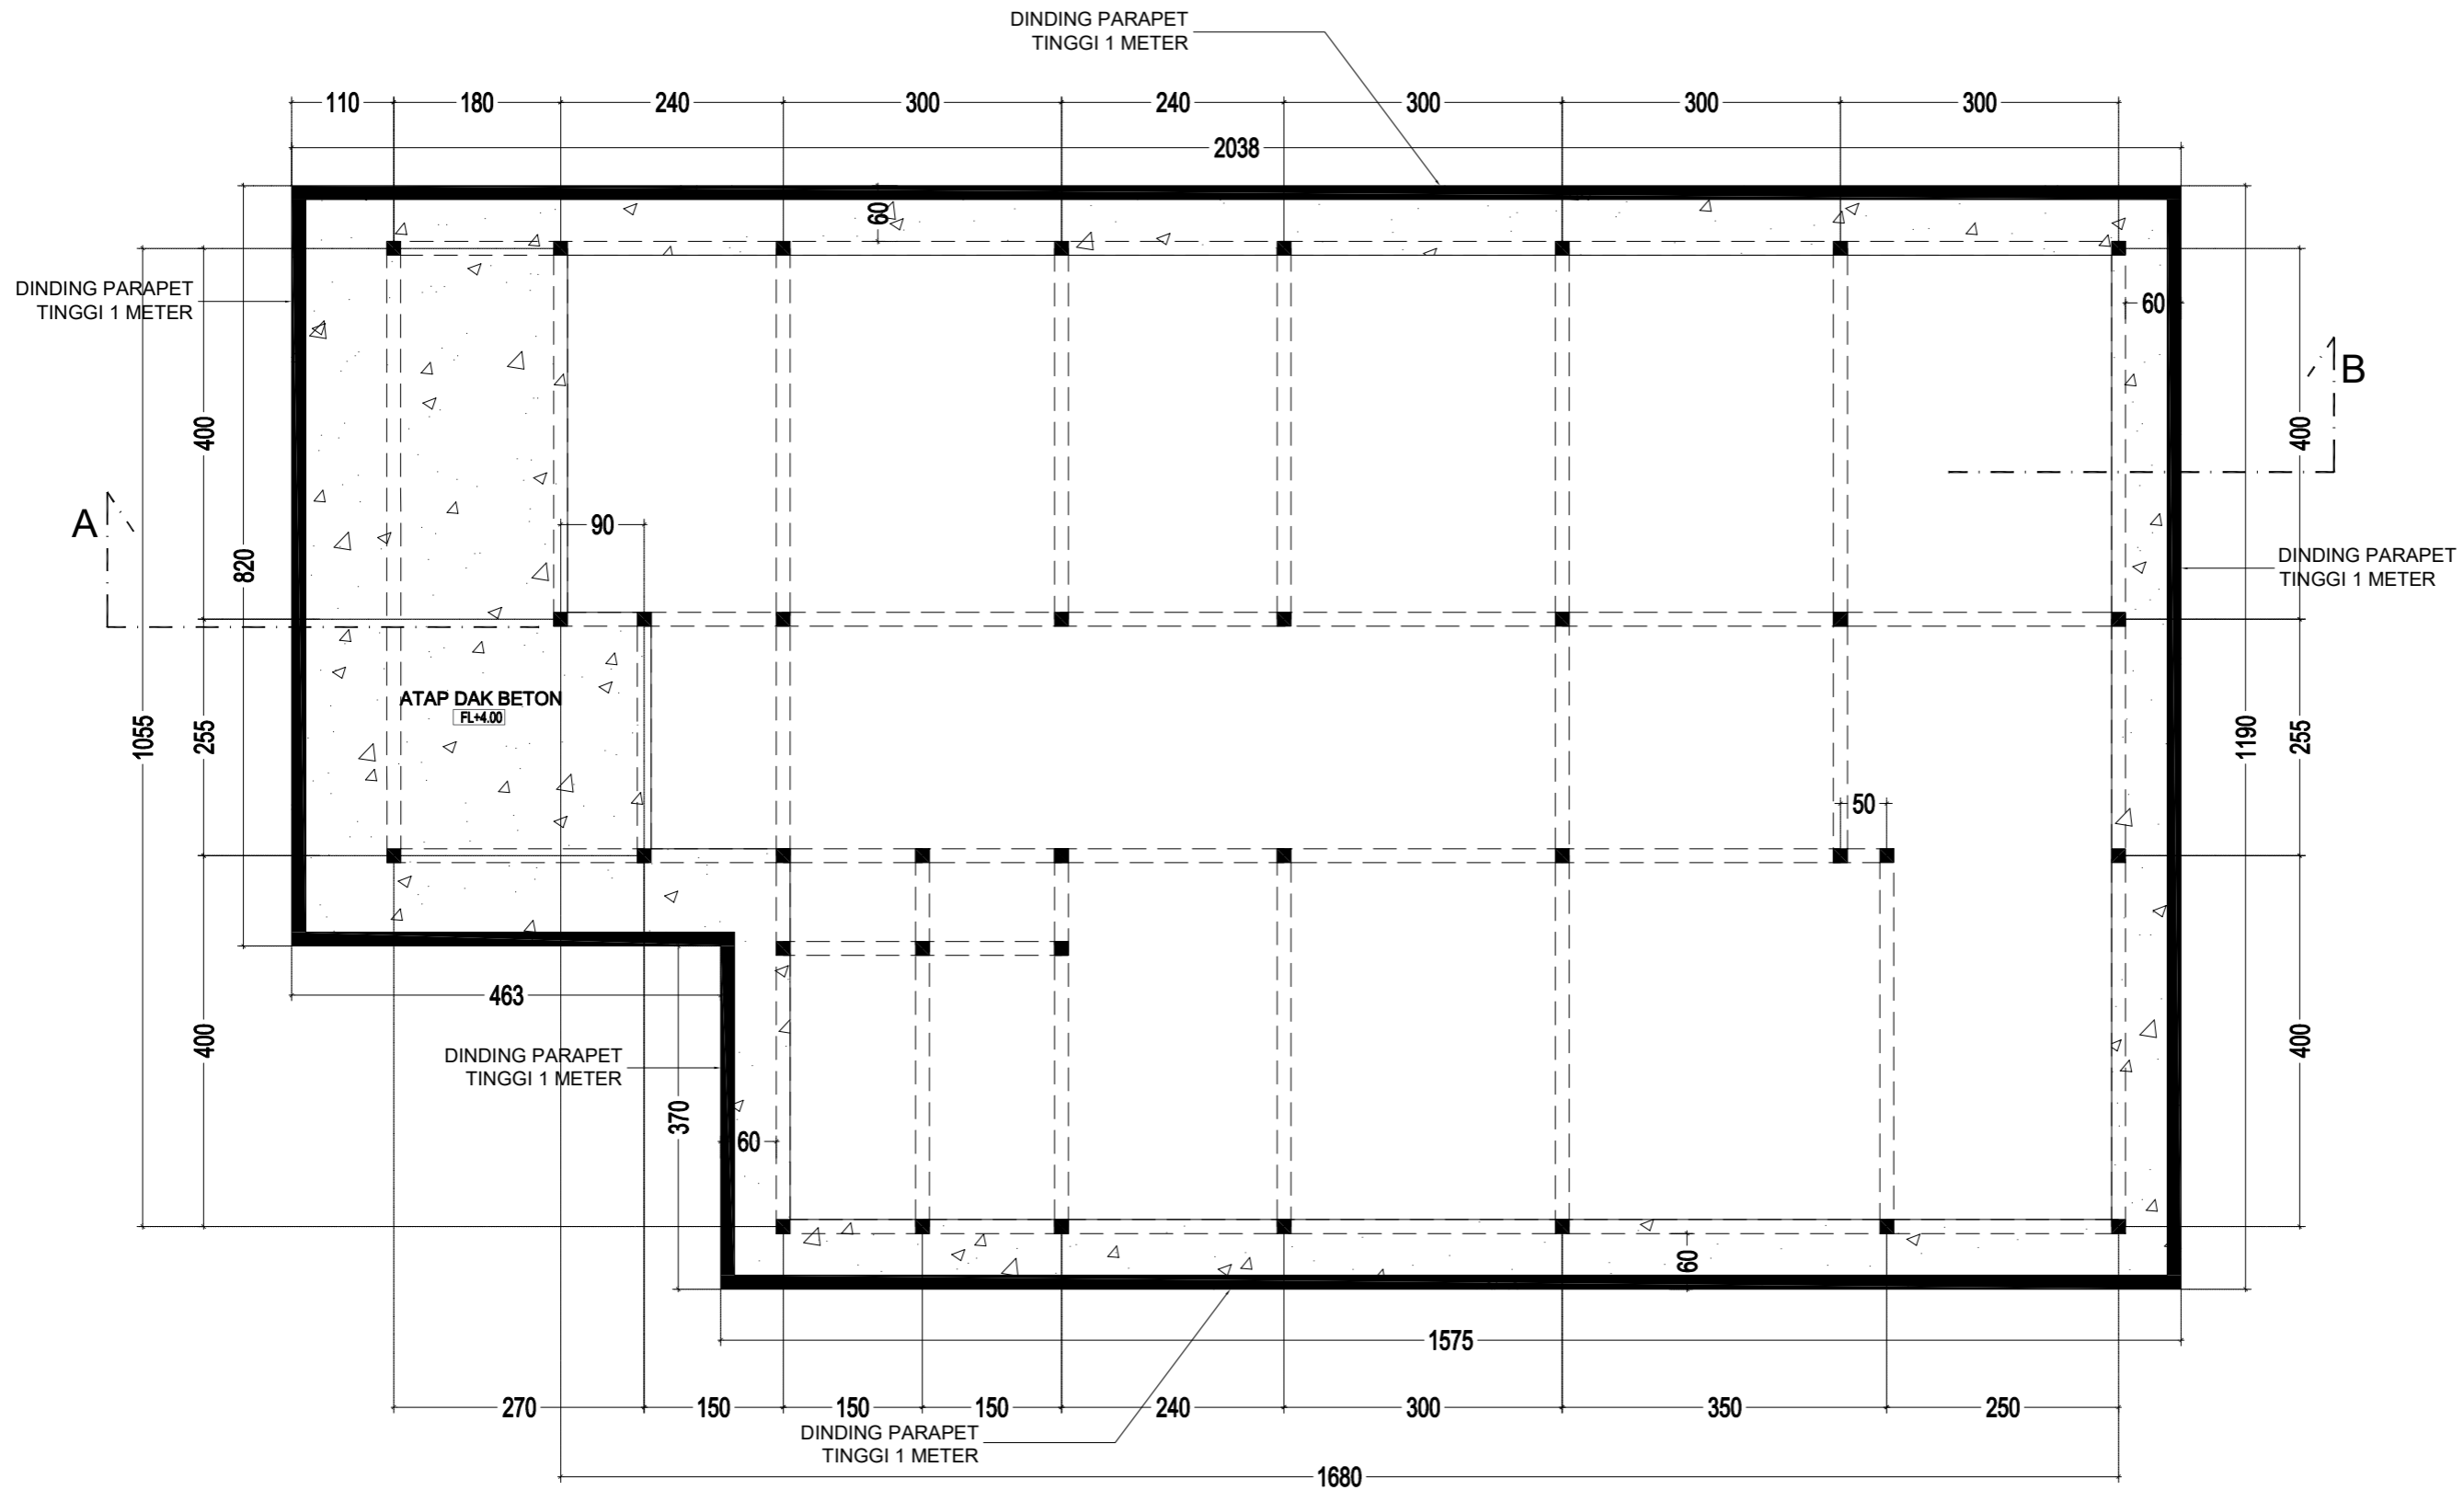 DINDING PARAPET
TINGGI 1 METER
110 180 240 300 240 300 300 300
2038
60
DINDING PARAPET
TINGGI 1 METER
60
B
400
400
A
90
820
DINDING PARAPET
TINGGI 1 METER
ATAP DAK BETON
FL+4.00
1055
255
1190
255
50
463
400
400
DINDING PARAPET
TINGGI 1 METER
370
60
60
1575
270 150 150 150 240 300 350 250
DINDING PARAPET
TINGGI 1 METER
1680